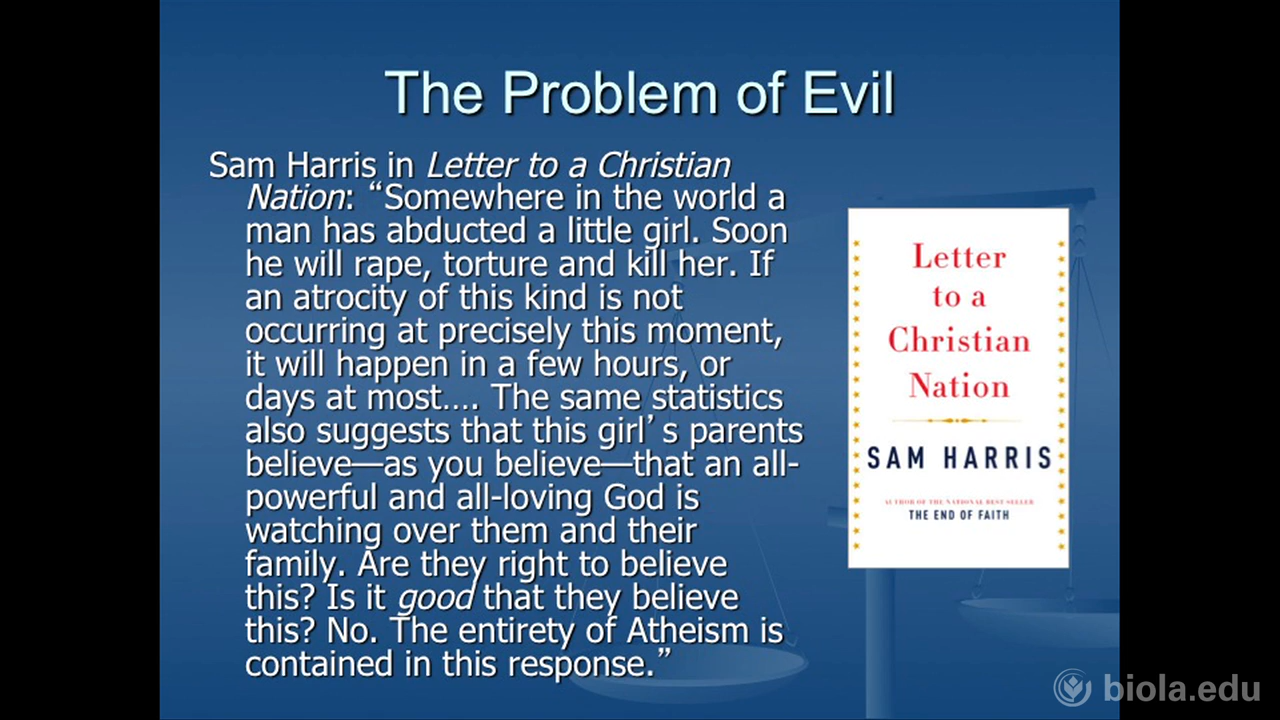 The Problem of Evil
Sam Harris in Letter to a Christian
Nation: “Somewhere in the world a
man has abducted a little girl. Soon
he will rape, torture and kill her. If
an atrocity of this kind is not
occurring at precisely this moment,
it will happen in a few hours, or
days at most…. The same statistics
also suggests that this girl’s parents
believe—as you believe—that an all-
powerful and all-loving God is
watching over them and their
family. Are they right to believe
this? Is it good that they believe
this? No. The entirety of Atheism is
contained in this response.”
Letter
to a
Christian
Nation
SAM HARRIS
AUTHOR OF THE NATIONAL BEST SELLER
THE END OF FAITH
biola.edu